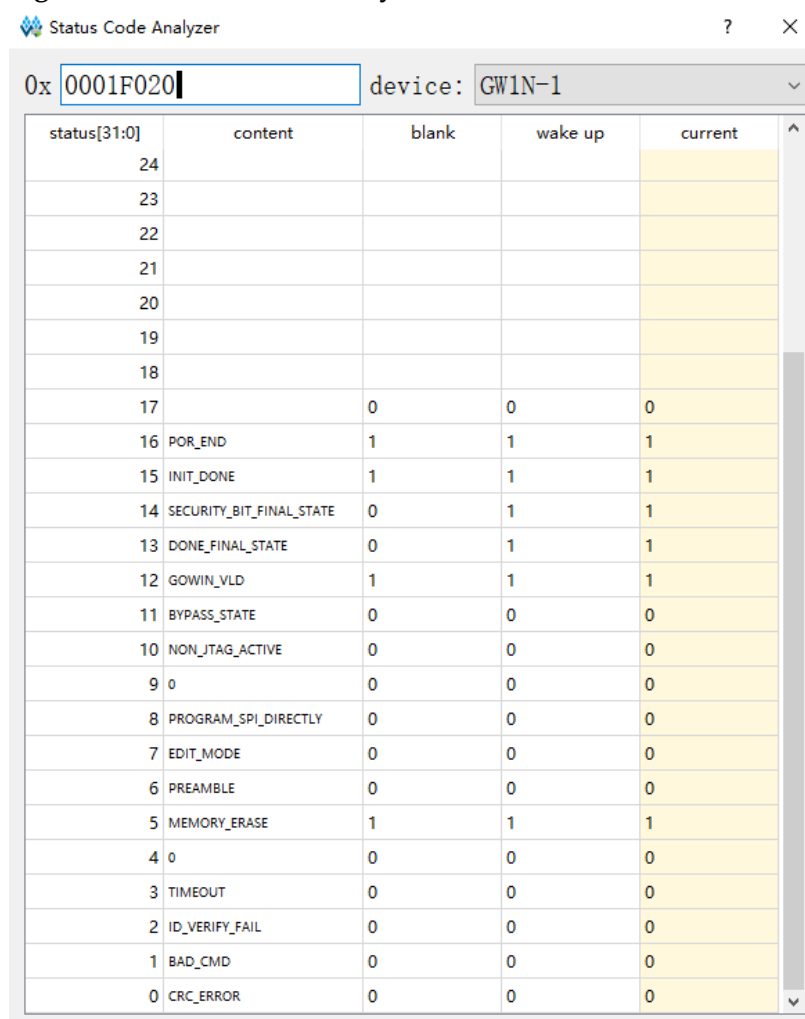 Status Code Analyzer ? ×
0x 0001F020 device: GW1N-1
status[31:0] content blank wake up current
24
23
22
21
20
19
18
17 0 0 0
16 POR_END 1 1 1
15 INIT_DONE 1 1 1
14 SECURITY_BIT_FINAL_STATE 0 1 1
13 DONE_FINAL_STATE 0 1 1
12 GOWIN_VLD 1 1 1
11 BYPASS_STATE 0 0 0
10 NON_JTAG_ACTIVE 0 0 0
9 0 0 0 0
8 PROGRAM_SPI_DIRECTLY 0 0 0
7 EDIT_MODE 0 0 0
6 PREAMBLE 0 0 0
5 MEMORY_ERASE 1 1 1
4 0 0 0 0
3 TIMEOUT 0 0 0
2 ID_VERIFY_FAIL 0 0 0
1 BAD_CMD 0 0 0
0 CRC_ERROR 0 0 0